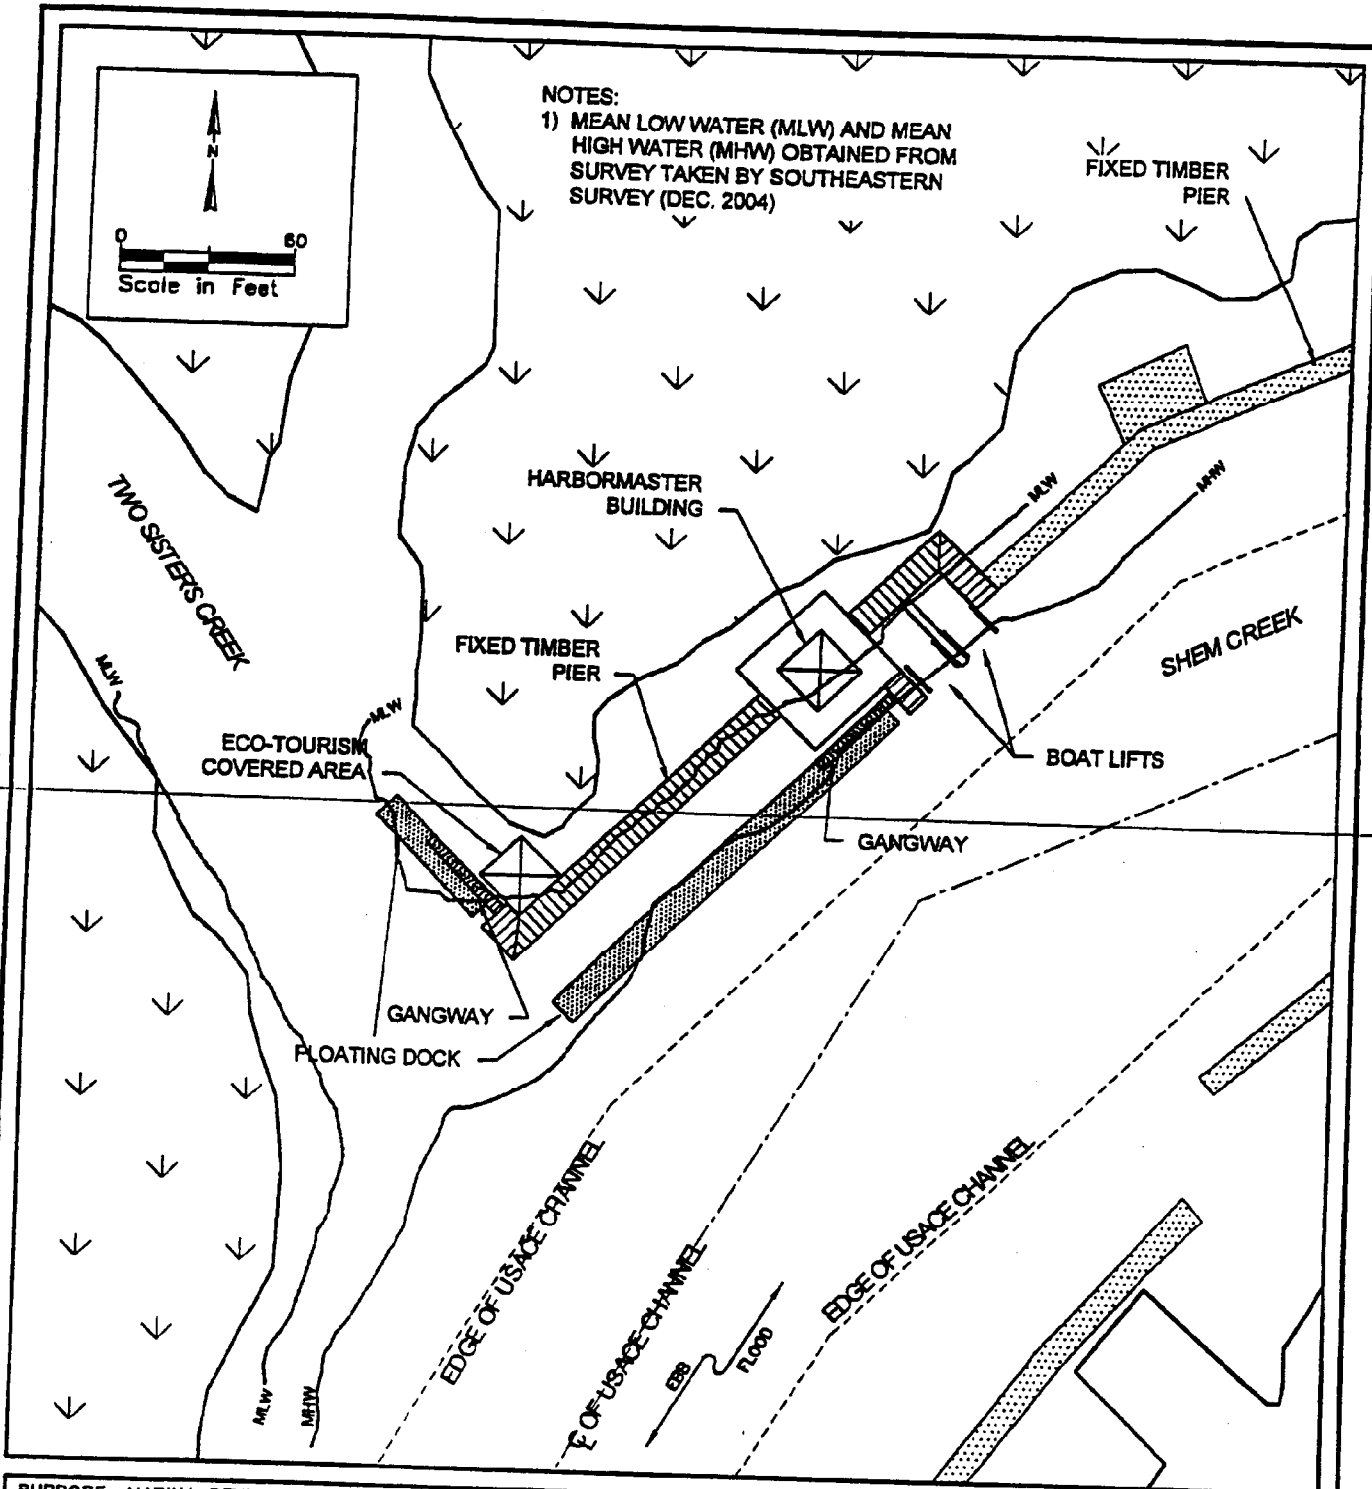 N
0 60
Scale in Feet
NOTES:
1) MEAN LOW WATER (MLW) AND MEAN
HIGH WATER (MHW) OBTAINED FROM
SURVEY TAKEN BY SOUTHEASTERN
SURVEY (DEC. 2004)
FIXED TIMBER
PIER
HARBORMASTER
BUILDING
MLW
MHW
TWO SISTERS CREEK
FIXED TIMBER
PIER
SHEM CREEK
MLW
MLW
ECO-TOURISM
COVERED AREA
BOAT LIFTS
GANGWAY
GANGWAY
FLOATING DOCK
EDGE OF USACE CHANNEL
℄ OF USACE CHANNEL
EDGE OF USACE CHANNEL
EBB
FLOOD
MLW
MHW